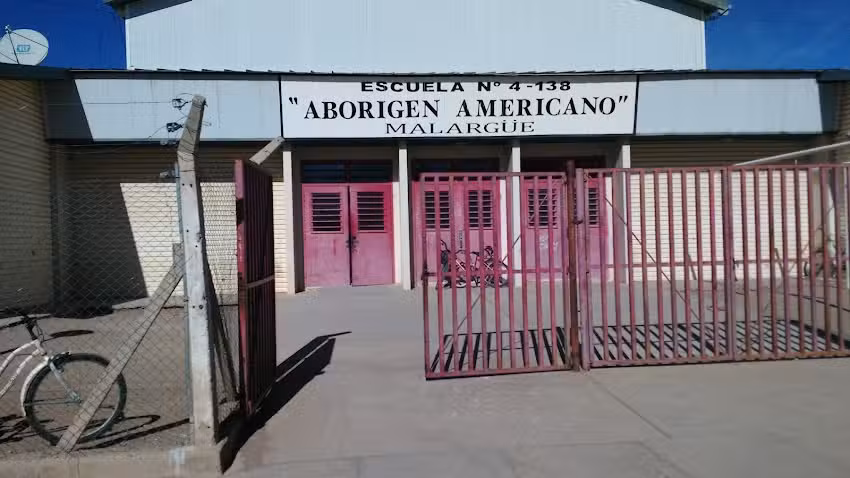 ESCUELA Nº 4-138
"ABORIGEN AMERICANO"
MALARGÜE